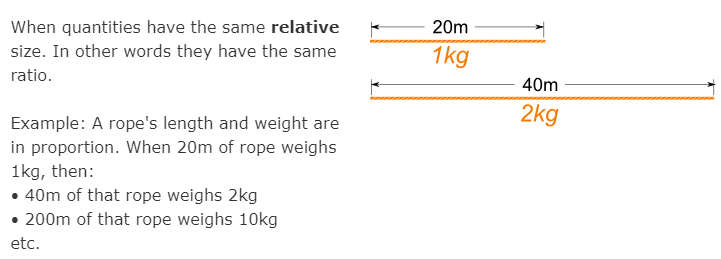 When quantities have the same relative
size. In other words they have the same
ratio.
Example: A rope's length and weight are
in proportion. When 20m of rope weighs
1kg, then:
• 40m of that rope weighs 2kg
• 200m of that rope weighs 10kg
etc.
20m
1kg
40m
2kg